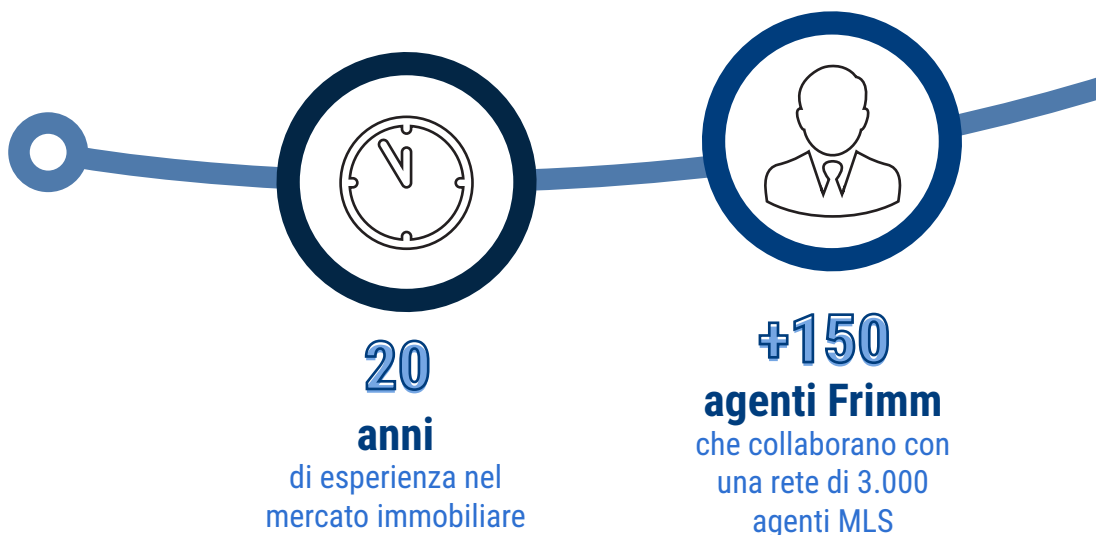 20
anni
di esperienza nel
mercato immobiliare
+150
agenti Frimm
che collaborano con
una rete di 3.000
agenti MLS